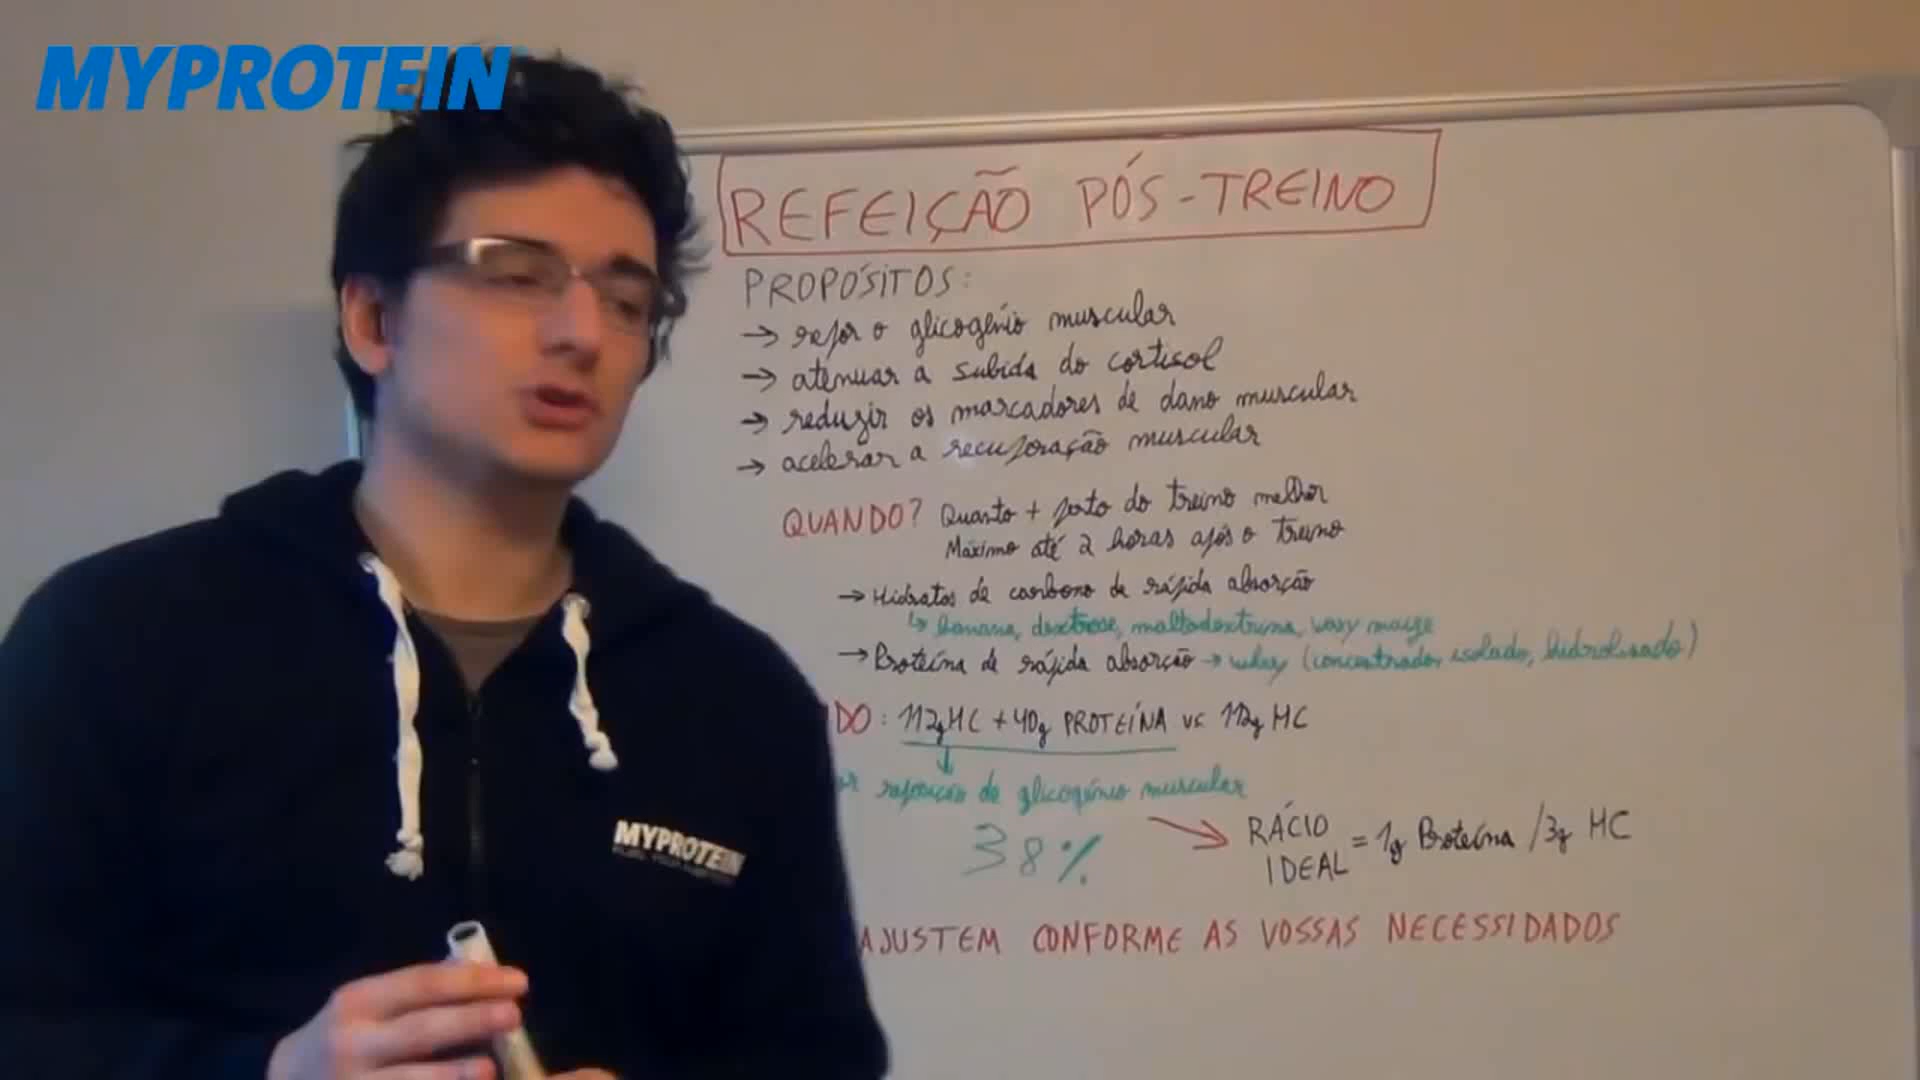 MYPROTEIN
REFEIÇÃO PÓS-TREINO
PROPÓSITOS:
→ repor o glicogénio muscular
→ atenuar a subida do cortisol
→ reduzir os marcadores de dano muscular
→ acelerar a recuperação muscular
QUANDO? Quanto + perto do treino melhor
Máximo até 2 horas após o treino
→ Hidratos de carbono de rápida absorção
↳ banana, dextrose, maltodextrina, waxy maize
→ Proteína de rápida absorção → whey (concentrado, isolado, hidrolisado)
DO: 112g HC + 40g PROTEÍNA vs 112g HC
↓
or reposição de glicogénio muscular
38%
→ RÁCIO IDEAL = 1g Proteína / 3g HC
AJUSTEM CONFORME AS VOSSAS NECESSIDADOS
MYPROTEIN